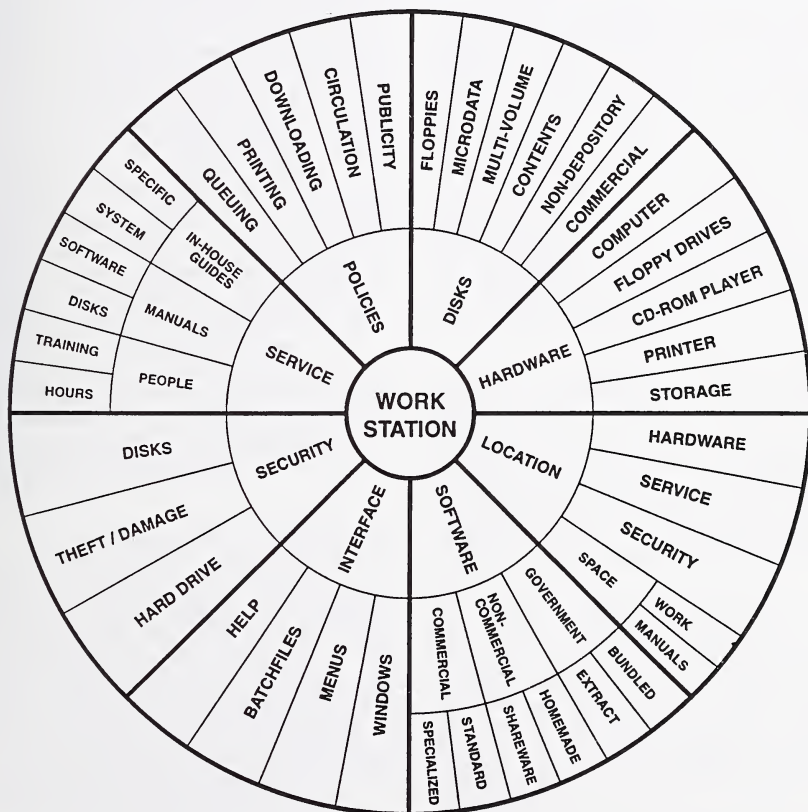 WORK
STATION
DISKS
FLOPPIES
MICRODATA
MULTI-VOLUME
CONTENTS
NON-DEPOSITORY
COMMERCIAL
HARDWARE
COMPUTER
FLOPPY DRIVES
CD-ROM PLAYER
PRINTER
STORAGE
LOCATION
HARDWARE
SERVICE
SECURITY
SPACE
WORK
MANUALS
SOFTWARE
GOVERNMENT
BUNDLED
EXTRACT
NON-
COMMERCIAL
HOMEMADE
SHAREWARE
COMMERCIAL
STANDARD
SPECIALIZED
INTERFACE
WINDOWS
MENUS
BATCHFILES
HELP
SECURITY
HARD DRIVE
THEFT / DAMAGE
DISKS
SERVICE
PEOPLE
HOURS
TRAINING
MANUALS
DISKS
SOFTWARE
IN-HOUSE
GUIDES
SYSTEM
SPECIFIC
POLICIES
QUEUING
PRINTING
DOWNLOADING
CIRCULATION
PUBLICITY